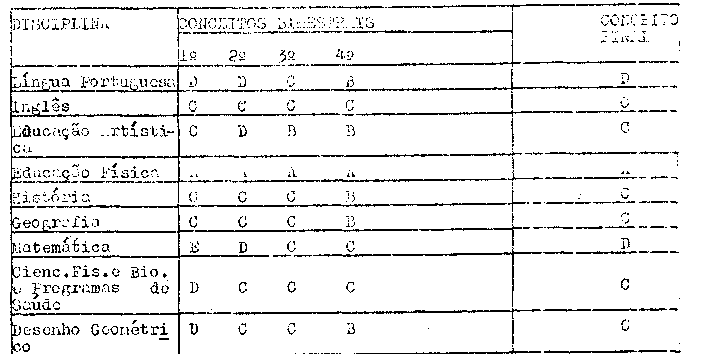 DISCIPLINA CONCEITOS BIMESTRAIS CONCEITO
FINAL
1º 2º 3º 4º
Língua Portuguesa D D C B D
Inglês C C C C C
Educação Artísti- C D B B C
ca
Educação Física A A A A A
História C C C B C
Geografia C C C B C
Matemática E D C C D
Cienc.Fis.e Bio.
e Programas de D C C C C
Saúde
Desenho Geométri D C C B C
co